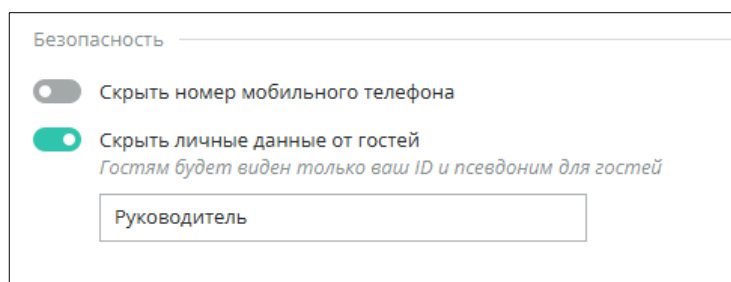 Безопасность
Скрыть номер мобильного телефона
Скрыть личные данные от гостей
Гостям будет виден только ваш ID и псевдоним для гостей
Руководитель